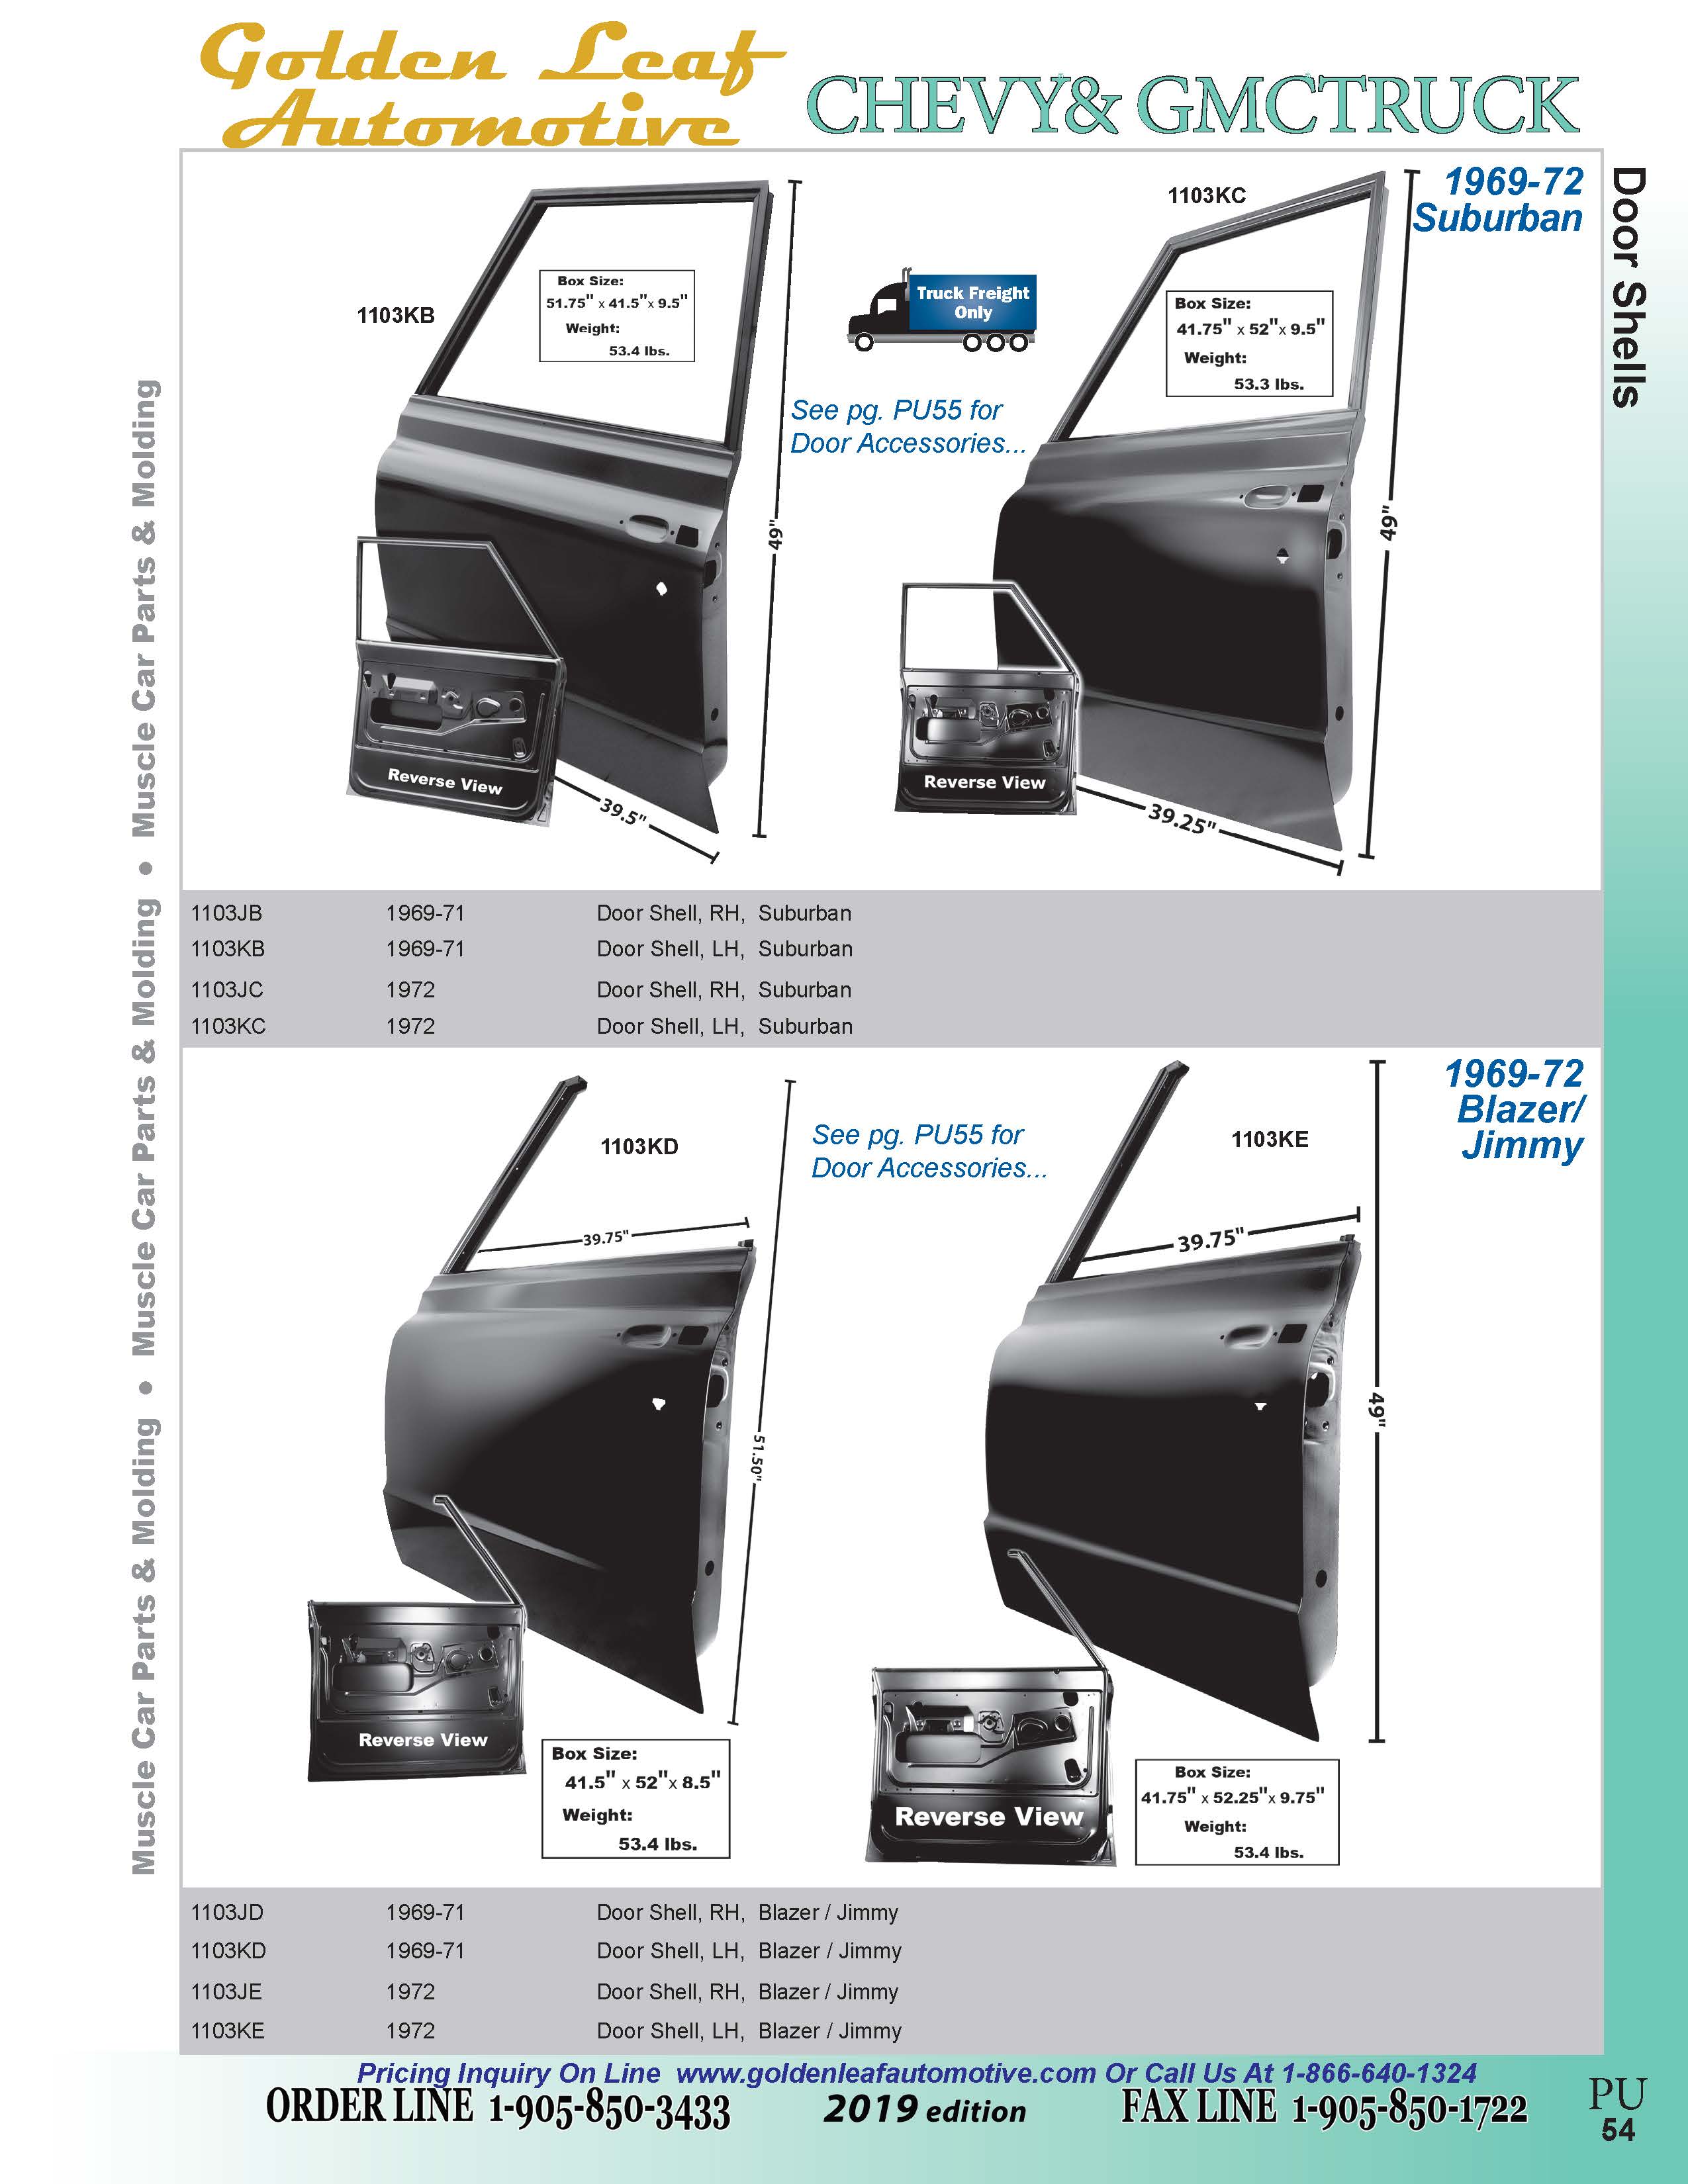 Golden Leaf
Automotive
CHEVY & GMC TRUCK
1969-72
Suburban
Door Shells
1103KB
Box Size:
51.75" x 41.5" x 9.5"
Weight:
53.4 lbs.
Truck Freight
Only
See pg. PU55 for
Door Accessories...
1103KC
Box Size:
41.75" x 52" x 9.5"
Weight:
53.3 lbs.
49"
49"
Reverse View
39.5"
Reverse View
39.25"
1103JB 1969-71 Door Shell, RH, Suburban
1103KB 1969-71 Door Shell, LH, Suburban
1103JC 1972 Door Shell, RH, Suburban
1103KC 1972 Door Shell, LH, Suburban
1969-72
Blazer/
Jimmy
1103KD
See pg. PU55 for
Door Accessories...
1103KE
39.75"
39.75"
51.50"
49"
Reverse View
Box Size:
41.5" x 52" x 8.5"
Weight:
53.4 lbs.
Reverse View
Box Size:
41.75" x 52.25" x 9.75"
Weight:
53.4 lbs.
1103JD 1969-71 Door Shell, RH, Blazer / Jimmy
1103KD 1969-71 Door Shell, LH, Blazer / Jimmy
1103JE 1972 Door Shell, RH, Blazer / Jimmy
1103KE 1972 Door Shell, LH, Blazer / Jimmy
Muscle Car Parts & Molding • Muscle Car Parts & Molding • Muscle Car Parts & Molding
Pricing Inquiry On Line www.goldenleafautomotive.com Or Call Us At 1-866-640-1324
ORDER LINE 1-905-850-3433 2019 edition FAX LINE 1-905-850-1722
PU
54